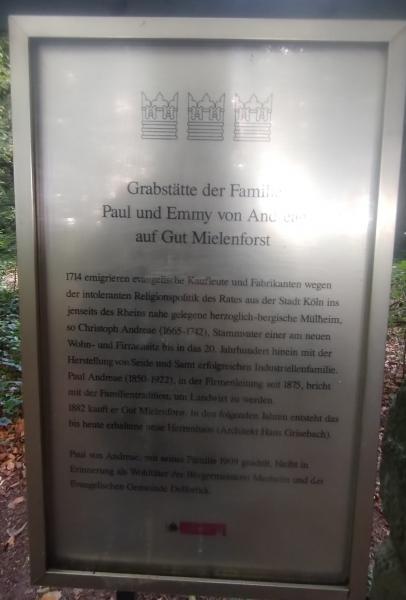 Grabstätte der Familie
Paul und Emmy von Andreae
auf Gut Mielenforst
1714 emigrieren evangelische Kaufleute und Fabrikanten wegen
der intoleranten Religionspolitik des Rates aus der Stadt Köln ins
jenseits des Rheins nahe gelegene herzoglich-bergische Mülheim,
so Christoph Andreae (1665-1742), Stammvater einer am neuen
Wohn- und Firmensitz bis in das 20. Jahrhundert hinein mit der
Herstellung von Seide und Samt erfolgreichen Industriellenfamilie.
Paul Andreae (1850-1922), in der Firmenleitung seit 1875, bricht
mit der Familientradition, um Landwirt zu werden.
1882 kauft er Gut Mielenforst. In den folgenden Jahren entsteht das
bis heute erhaltene neue Herrenhaus (Architekt Hans Grisebach).
Paul von Andreae, mit seiner Familie 1909 geadelt, bleibt in
Erinnerung als Wohltäter der Bürgermeisterei Merheim und der
Evangelischen Gemeinde Dellbrück.